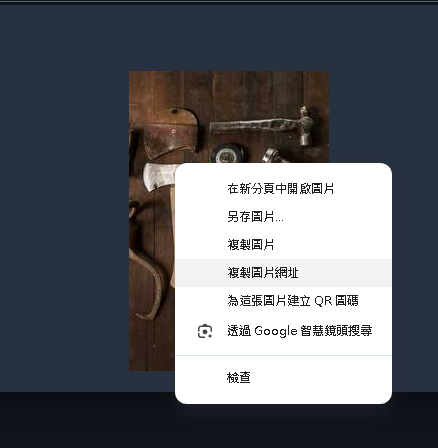 在新分頁中開啟圖片
另存圖片...
複製圖片
複製圖片網址
為這張圖片建立 QR 圖碼
透過 Google 智慧鏡頭搜尋
檢查